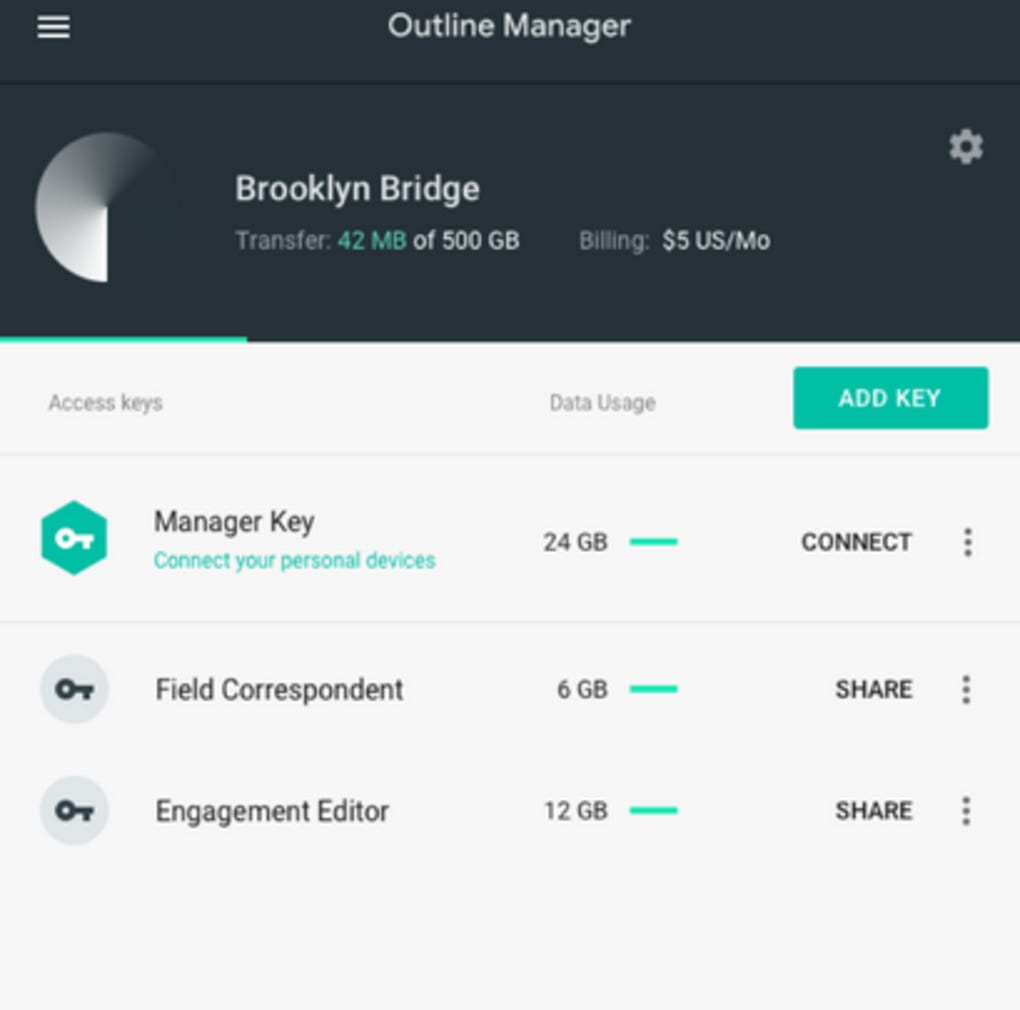 Outline Manager
Brooklyn Bridge
Transfer: 42 MB of 500 GB Billing: $5 US/Mo
Access keys Data Usage ADD KEY
Manager Key
Connect your personal devices
24 GB CONNECT
Field Correspondent 6 GB SHARE
Engagement Editor 12 GB SHARE